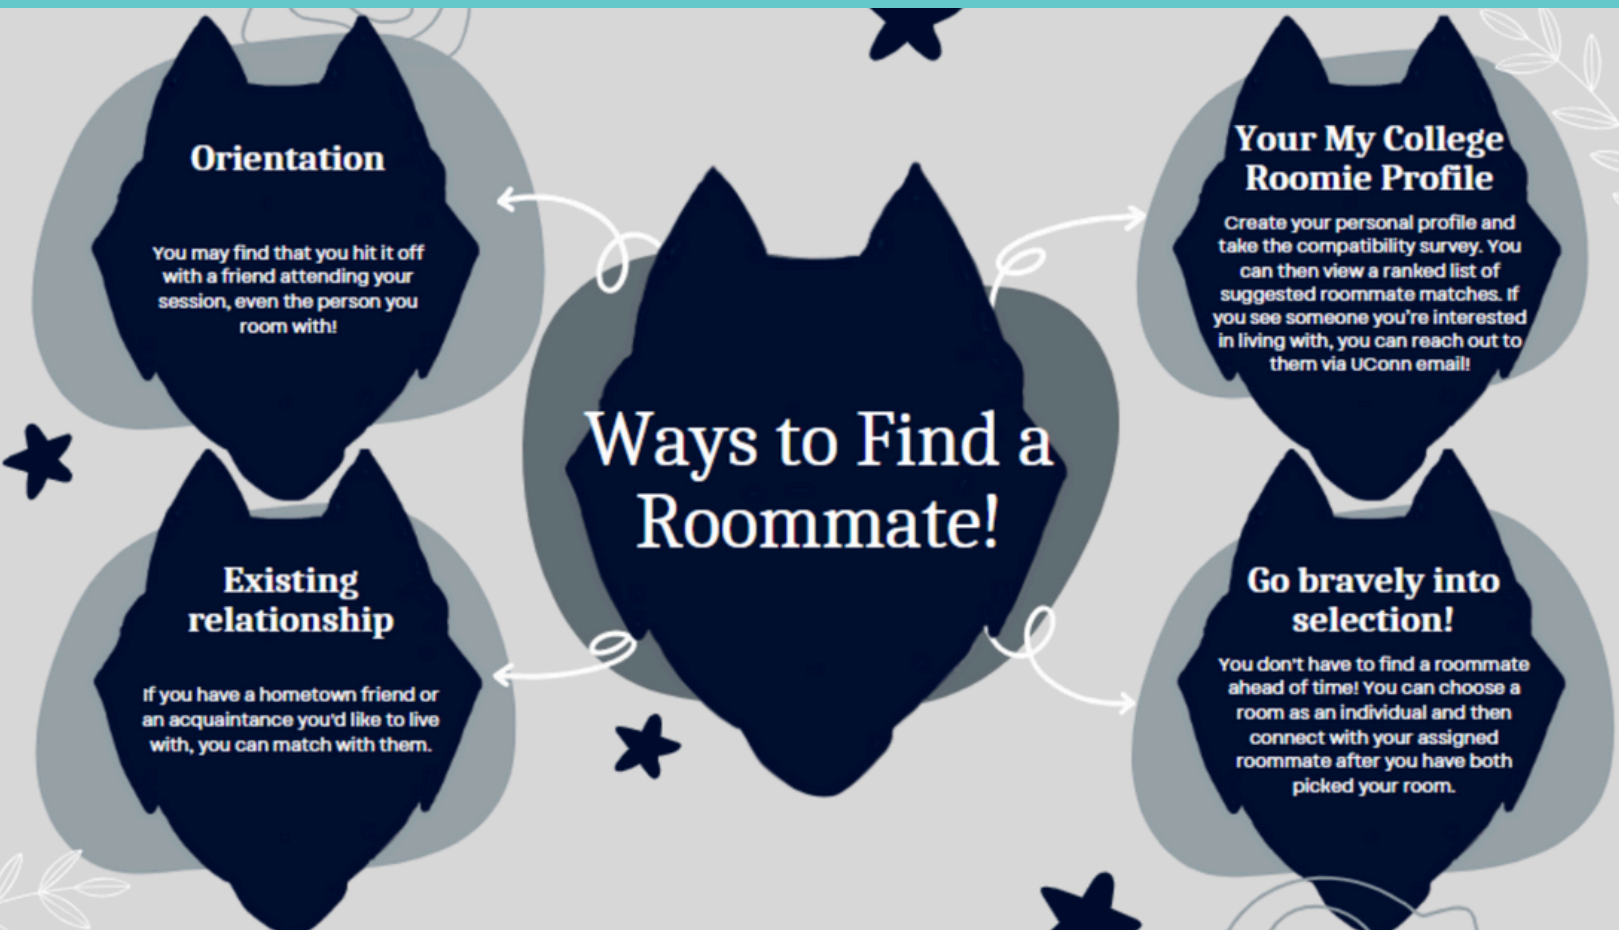 Orientation
You may find that you hit it off
with a friend attending your
session, even the person you
room with!
Your My College
Roomie Profile
Create your personal profile and
take the compatibility survey. You
can then view a ranked list of
suggested roommate matches. If
you see someone you're interested
in living with, you can reach out to
them via UConn email!
Ways to Find a
Roommate!
Existing
relationship
If you have a hometown friend or
an acquaintance you'd like to live
with, you can match with them.
Go bravely into
selection!
You don't have to find a roommate
ahead of time! You can choose a
room as an individual and then
connect with your assigned
roommate after you have both
picked your room.